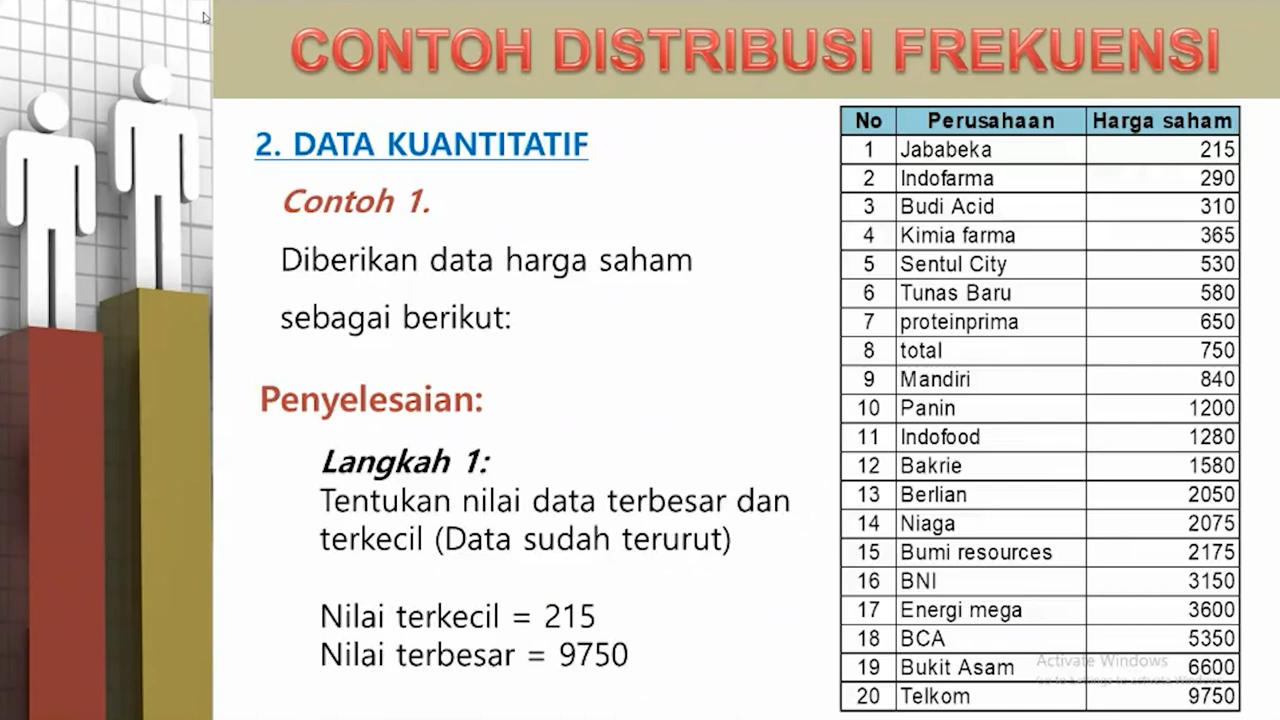 CONTOH DISTRIBUSI FREKUENSI
2. DATA KUANTITATIF
Contoh 1.
Diberikan data harga saham
sebagai berikut:
Penyelesaian:
Langkah 1:
Tentukan nilai data terbesar dan
terkecil (Data sudah terurut)
Nilai terkecil = 215
Nilai terbesar = 9750
No Perusahaan Harga saham
1 Jababeka 215
2 Indofarma 290
3 Budi Acid 310
4 Kimia farma 365
5 Sentul City 530
6 Tunas Baru 580
7 proteinprima 650
8 total 750
9 Mandiri 840
10 Panin 1200
11 Indofood 1280
12 Bakrie 1580
13 Berlian 2050
14 Niaga 2075
15 Bumi resources 2175
16 BNI 3150
17 Energi mega 3600
18 BCA 5350
19 Bukit Asam 6600
20 Telkom 9750
Activate Windows